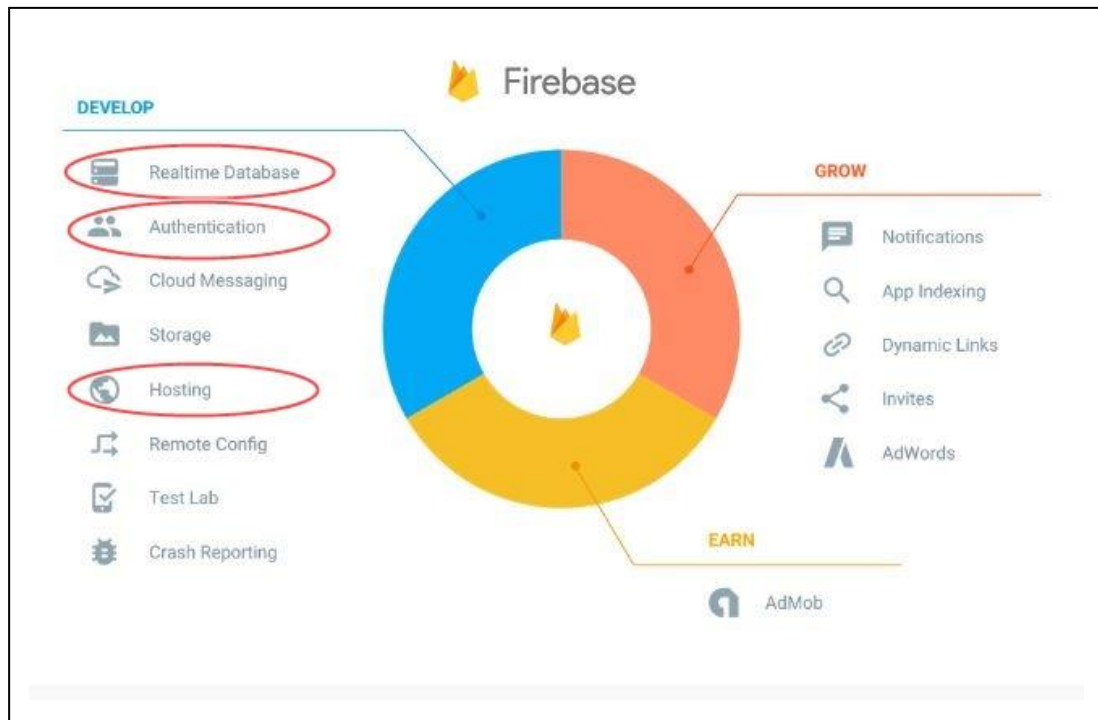 Firebase
DEVELOP
Realtime Database
Authentication
Cloud Messaging
Storage
Hosting
Remote Config
Test Lab
Crash Reporting
GROW
Notifications
App Indexing
Dynamic Links
Invites
AdWords
EARN
AdMob